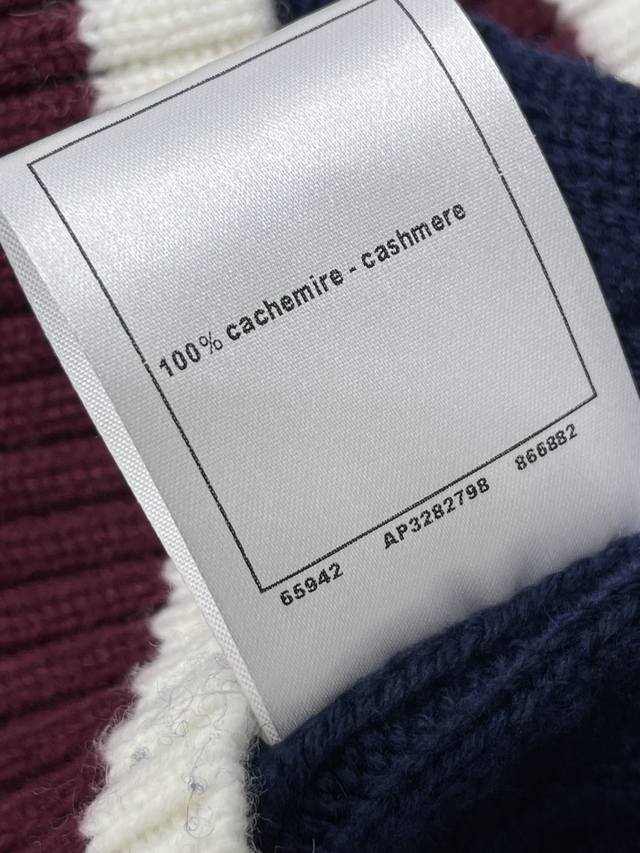 100% cachemire - cashmere
65942 AP3282798 866882